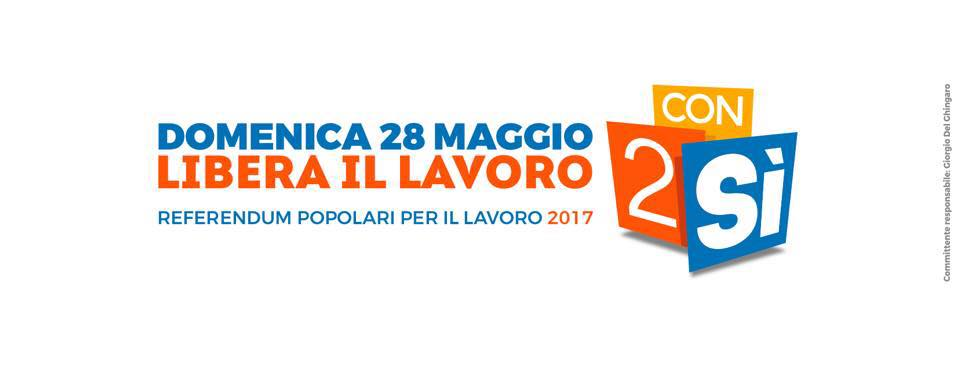 DOMENICA 28 MAGGIO
LIBERA IL LAVORO
REFERENDUM POPOLARI PER IL LAVORO 2017
CON
2 Sì
Committente responsabile: Giorgio Del Ghingaro